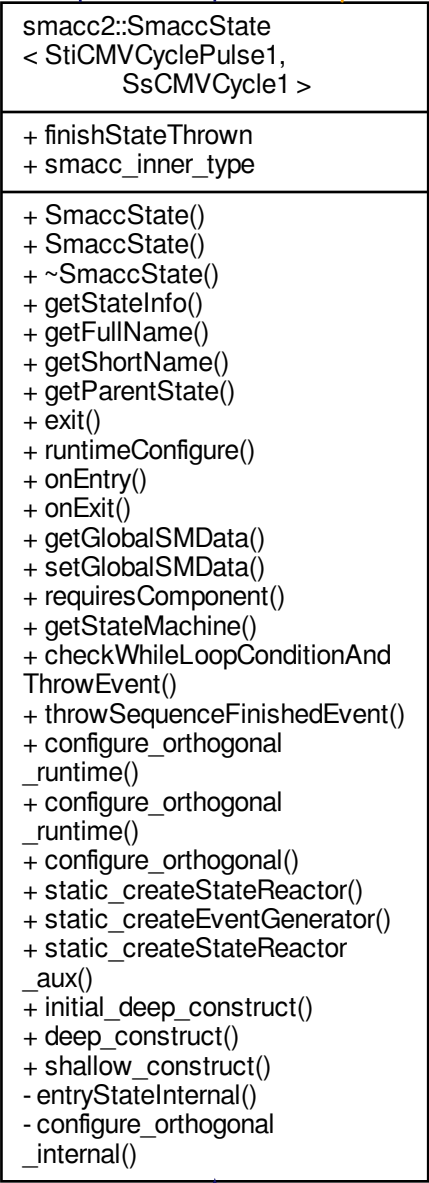 smacc2::SmaccState
< StiCMVCyclePulse1,
SsCMVCycle1 >
+ finishStateThrown
+ smacc_inner_type
+ SmaccState()
+ SmaccState()
+ ~SmaccState()
+ getStateInfo()
+ getFullName()
+ getShortName()
+ getParentState()
+ exit()
+ runtimeConfigure()
+ onEntry()
+ onExit()
+ getGlobalSMData()
+ setGlobalSMData()
+ requiresComponent()
+ getStateMachine()
+ checkWhileLoopConditionAnd
ThrowEvent()
+ throwSequenceFinishedEvent()
+ configure_orthogonal
_runtime()
+ configure_orthogonal
_runtime()
+ configure_orthogonal()
+ static_createStateReactor()
+ static_createEventGenerator()
+ static_createStateReactor
_aux()
+ initial_deep_construct()
+ deep_construct()
+ shallow_construct()
- entryStateInternal()
- configure_orthogonal
_internal()